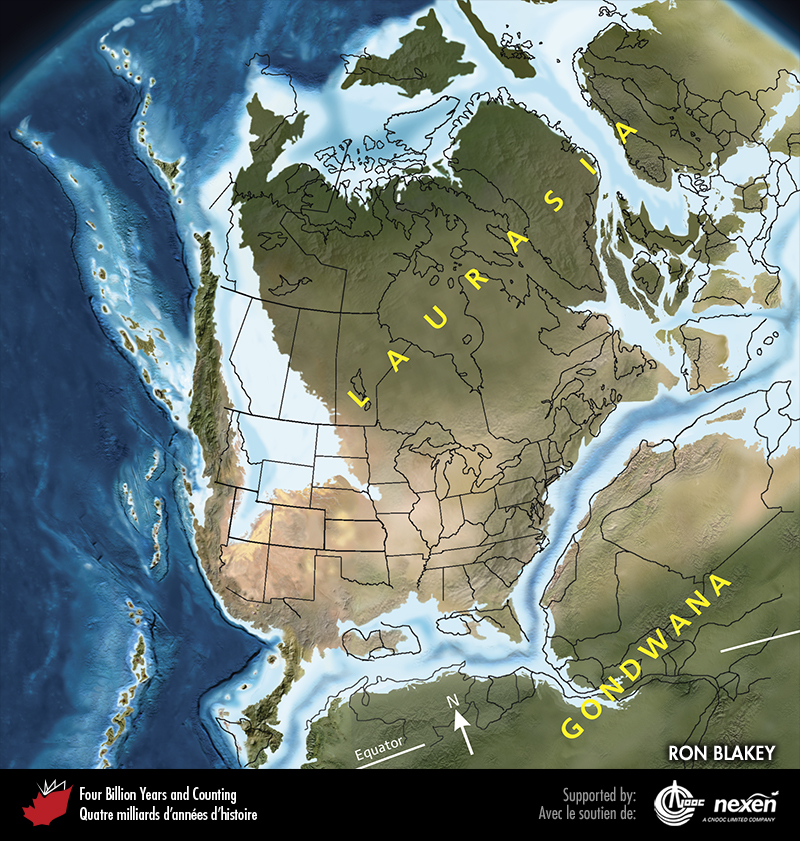 LAURASIA
GONDWANA
N
Equator
RON BLAKEY
Four Billion Years and Counting
Quatre milliards d'années d'histoire
Supported by:
Avec le soutien de:
CNOOC
nexen
A CNOOC LIMITED COMPANY